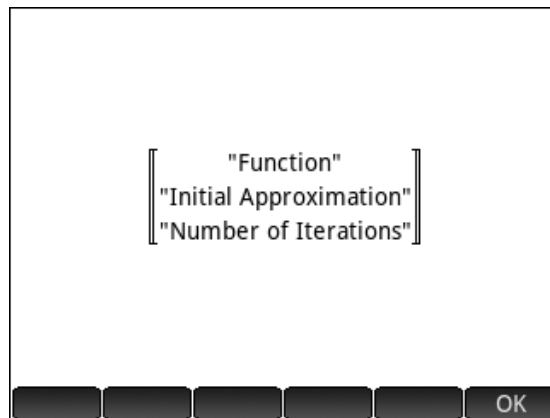 "Function"
"Initial Approximation"
"Number of Iterations"
OK